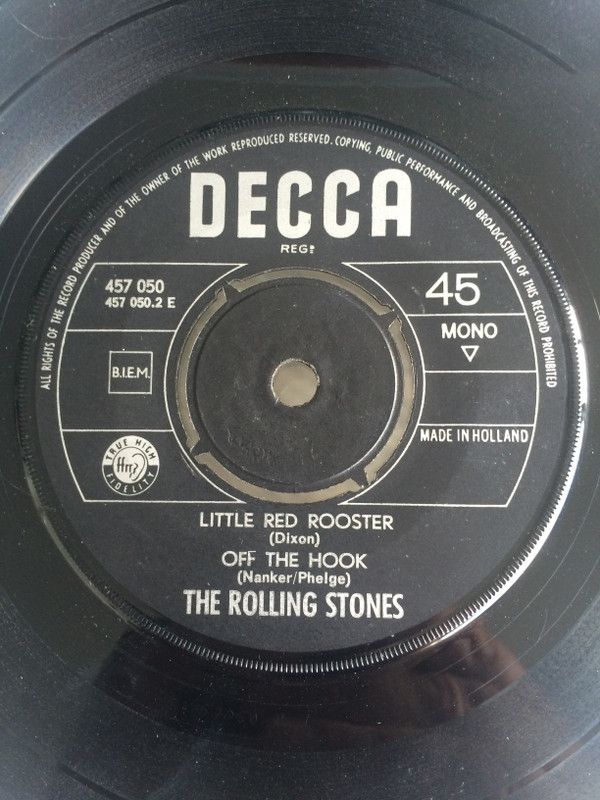 ALL RIGHTS OF THE RECORD PRODUCER AND OF THE OWNER OF THE WORK REPRODUCED RESERVED. COPYING, PUBLIC PERFORMANCE AND BROADCASTING OF THIS RECORD PROHIBITED
DECCA
REGD
457 050
457 050.2 E
45
MONO
B.I.E.M.
MADE IN HOLLAND
TRUE HIGH
ffrr
FIDELITY
LITTLE RED ROOSTER
(Dixon)
OFF THE HOOK
(Nanker/Phelge)
THE ROLLING STONES